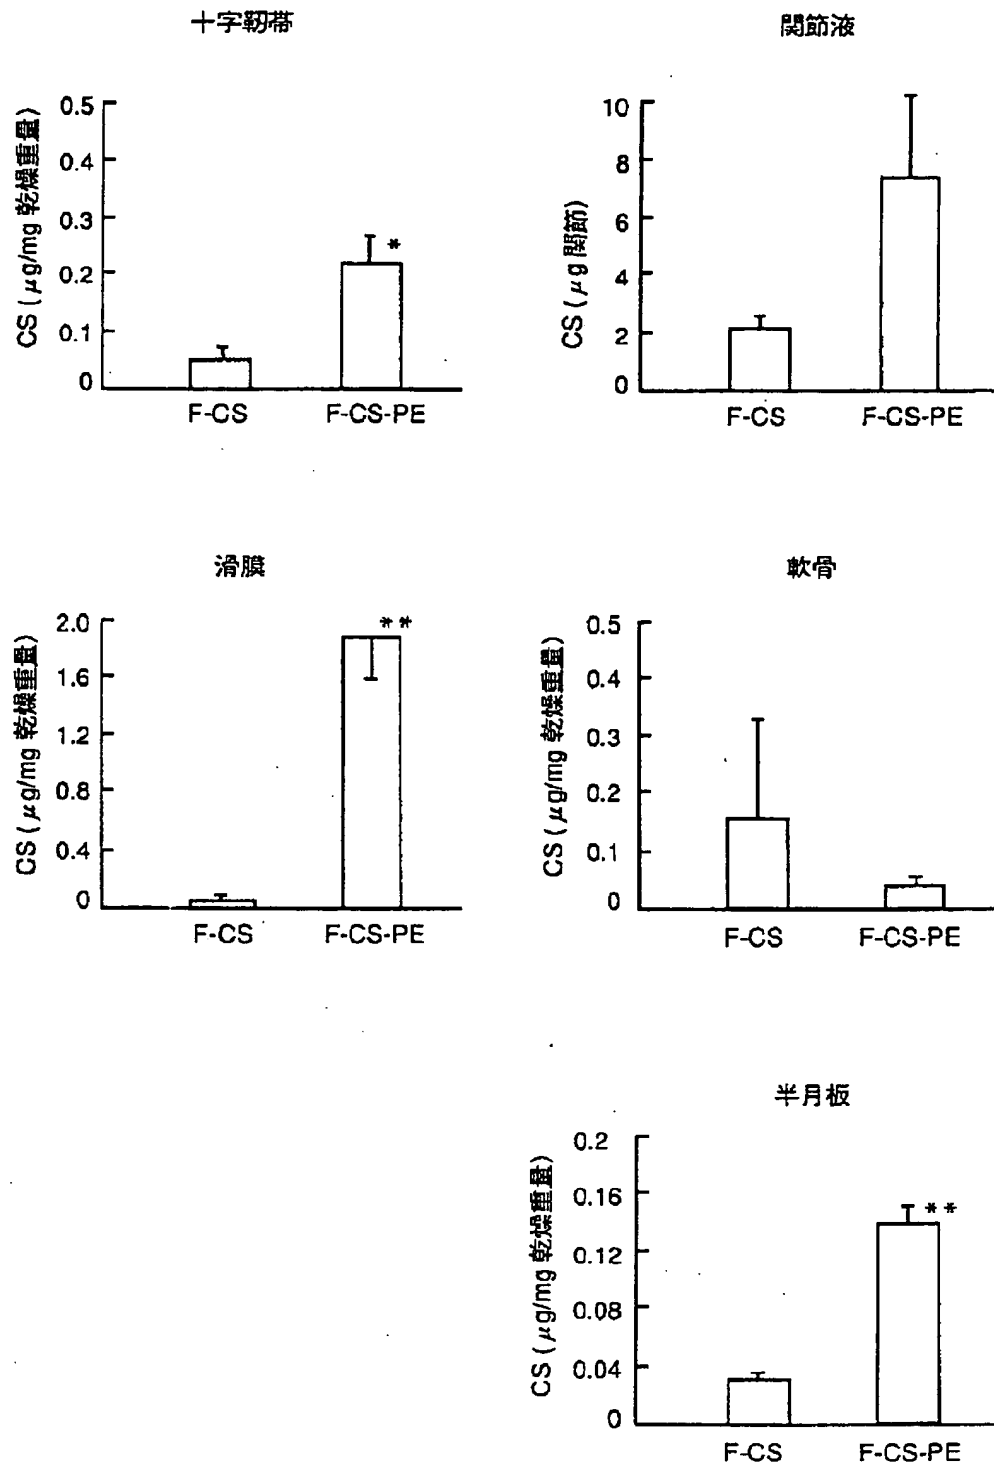 十字靭帯
CS (μg/mg 乾燥重量)
0.5
0.4
0.3
0.2
0.1
0
F-CS F-CS-PE
*
関節液
CS (μg 関節)
10
8
6
4
2
0
F-CS F-CS-PE
滑膜
CS (μg/mg 乾燥重量)
2.0
1.6
1.2
0.8
0.4
0
F-CS F-CS-PE
**
軟骨
CS (μg/mg 乾燥重量)
0.5
0.4
0.3
0.2
0.1
0
F-CS F-CS-PE
半月板
CS (μg/mg 乾燥重量)
0.2
0.16
0.12
0.08
0.04
0
F-CS F-CS-PE
**